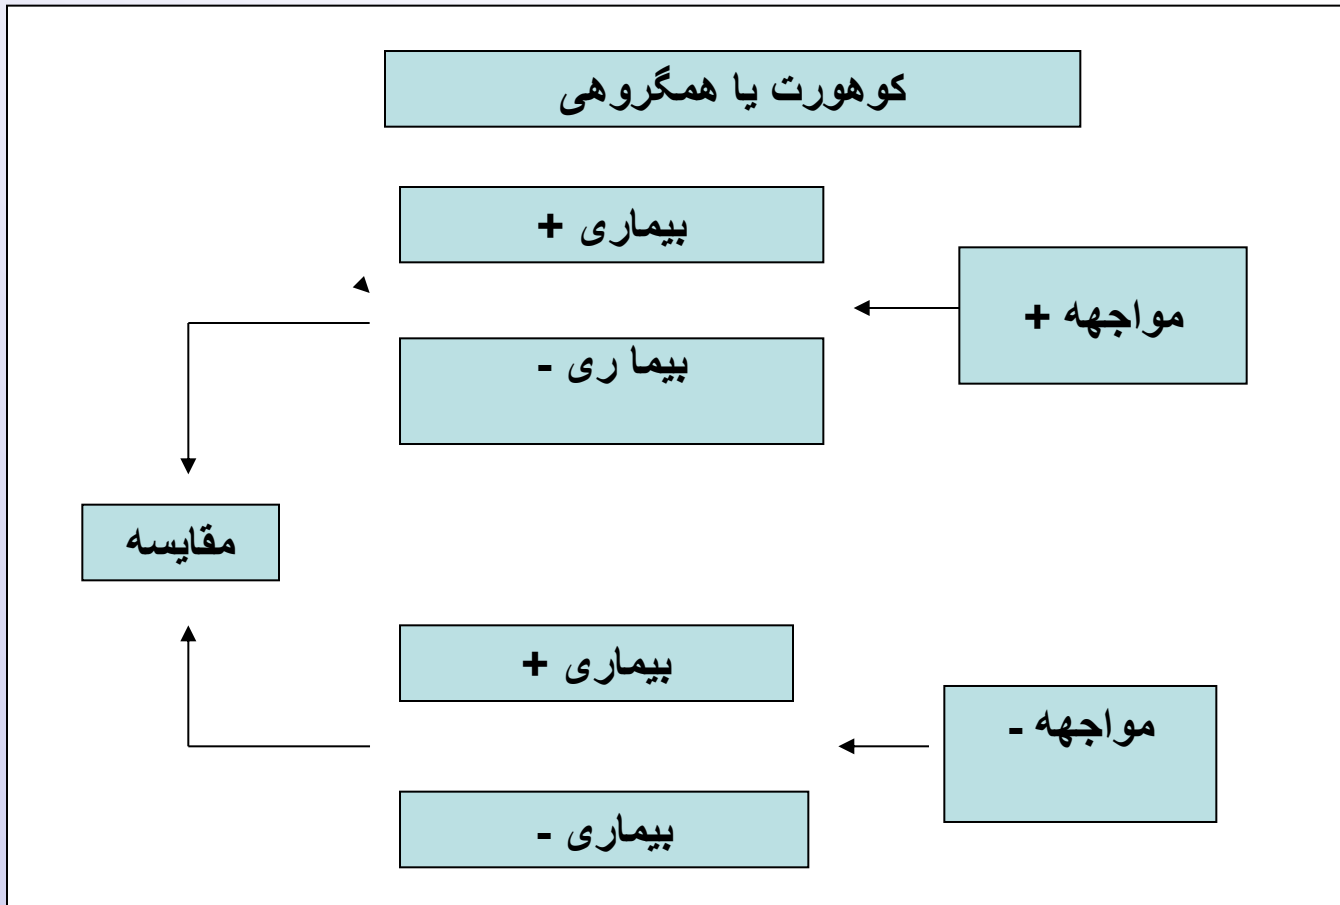 کوهورت یا همگروهی
بیماری +
مواجهه +
بیما ری -
مقایسه
بیماری +
مواجهه -
بیماری -